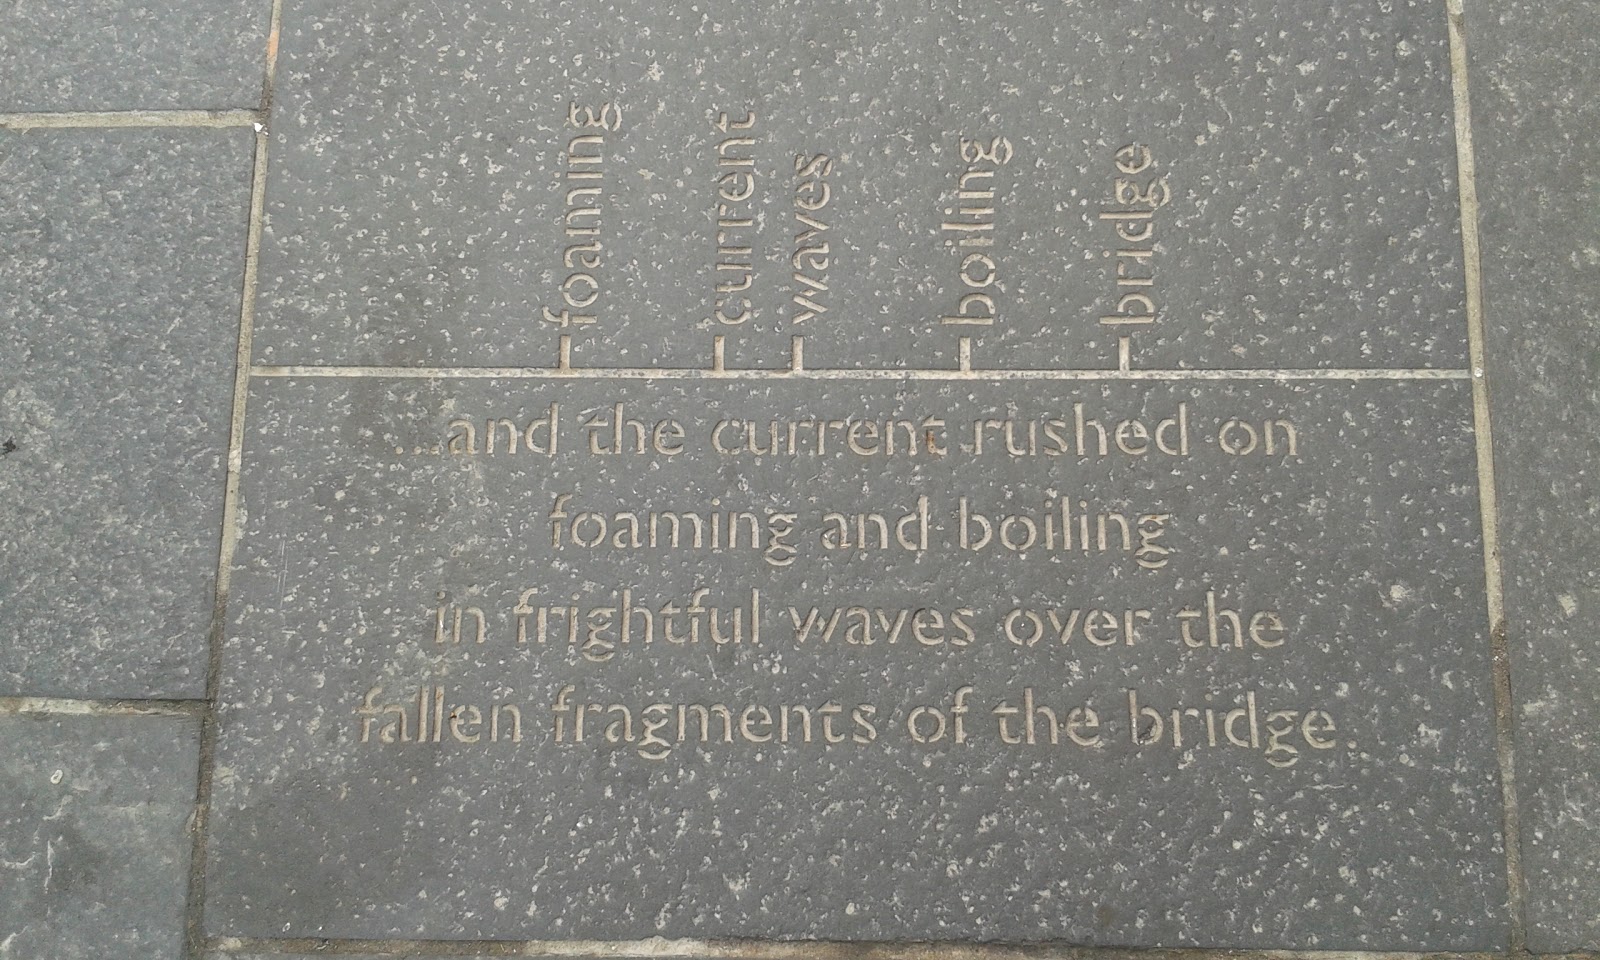 foaming
current
waves
boiling
bridge
...and the current rushed on
foaming and boiling
in frightful waves over the
fallen fragments of the bridge.